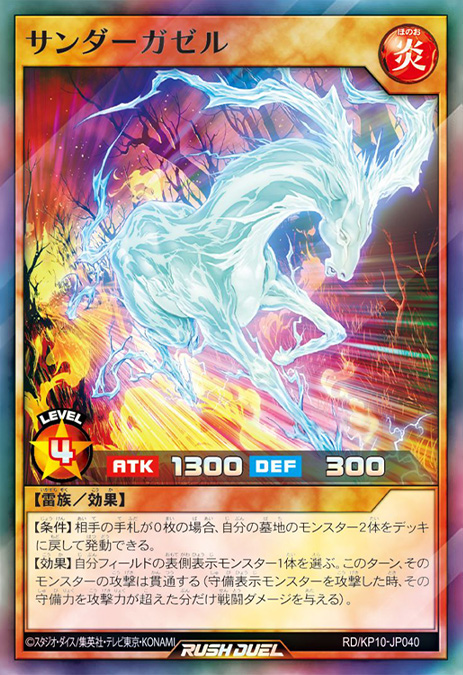 サンダーガゼル
ほのお
炎
LEVEL
4
ATK 1300 DEF 300
【雷族／効果】
【条件】相手の手札が０枚の場合、自分の墓地のモンスター２体をデッキ
に戻して発動できる。
【効果】自分フィールドの表側表示モンスター１体を選ぶ。このターン、その
モンスターの攻撃は貫通する（守備表示モンスターを攻撃した時、その
守備力を攻撃力が超えた分だけ戦闘ダメージを与える）。
©スタジオ・ダイス/集英社・テレビ東京・KONAMI
RUSH DUEL
RD/KP10-JP040